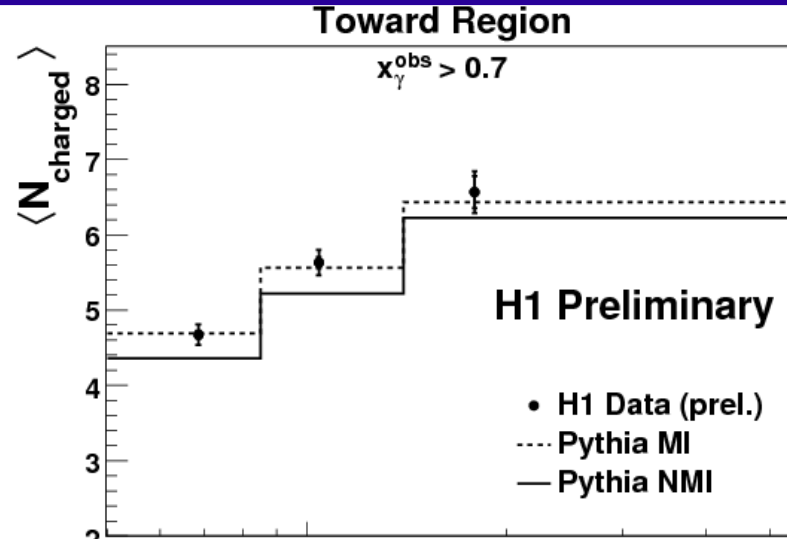 Toward Region
x_γ^obs > 0.7
⟨N_charged⟩
8
7
6
5
4
3
H1 Preliminary
H1 Data (prel.)
Pythia MI
Pythia NMI